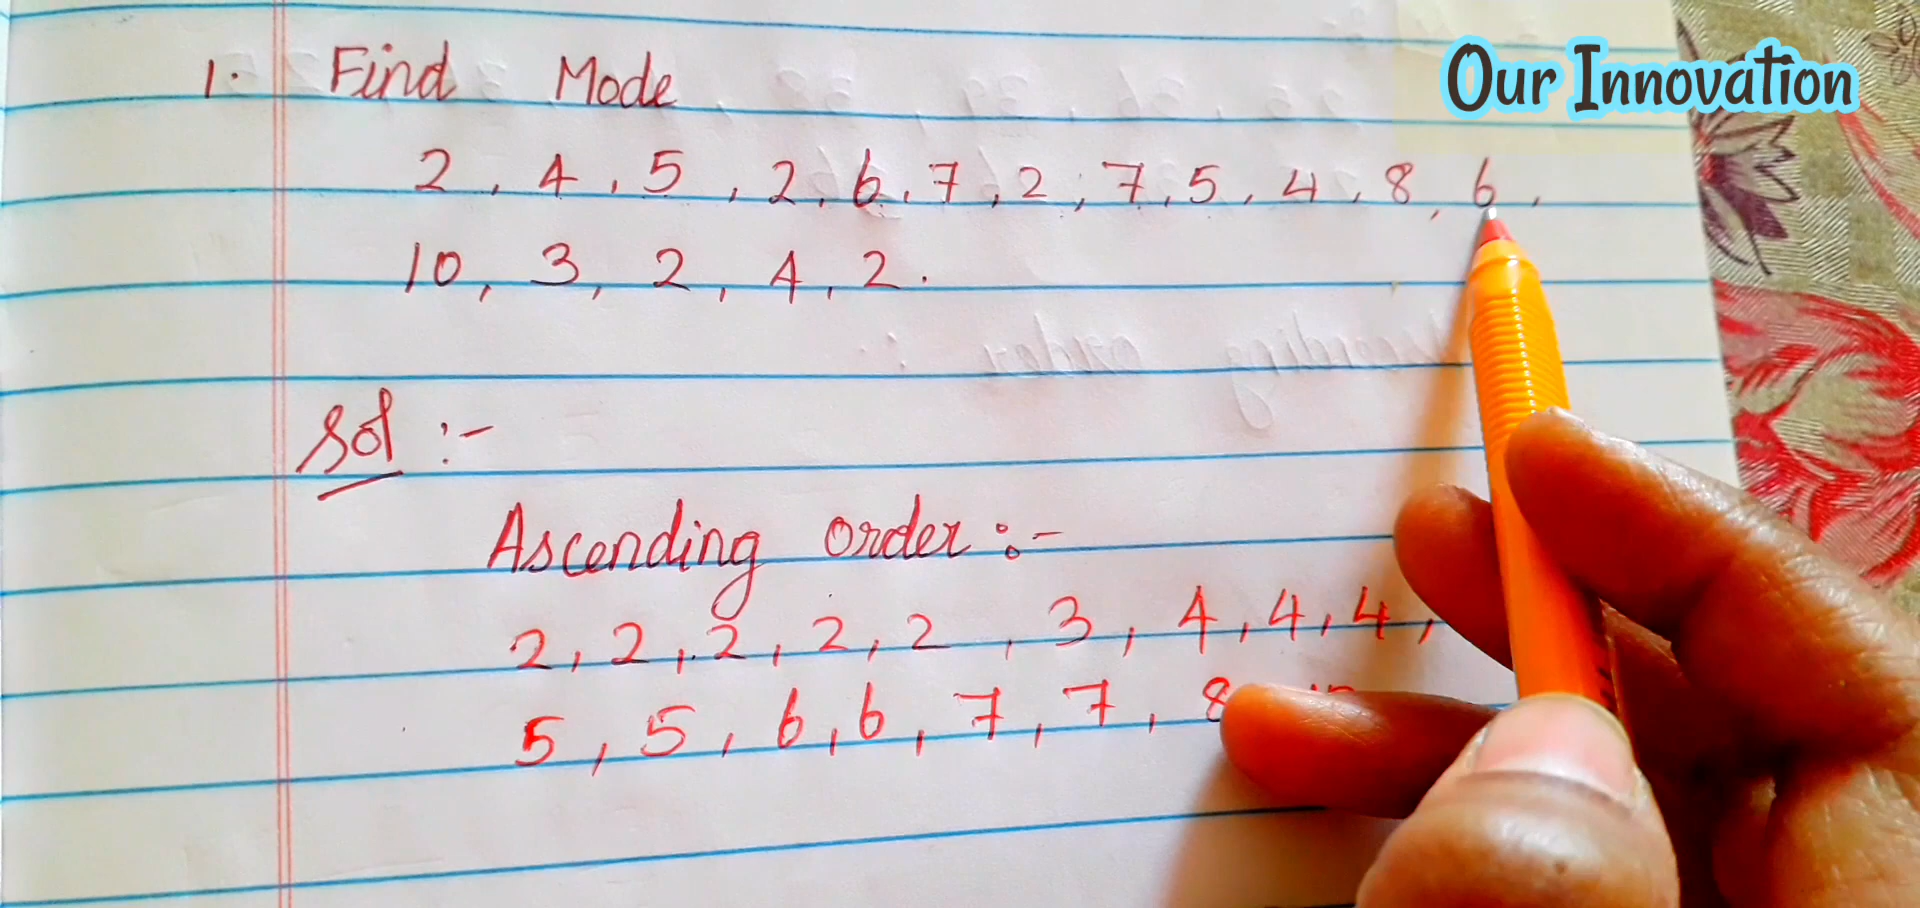 Our Innovation
1. Find Mode
2, 4, 5, 2, 6, 7, 2, 7, 5, 4, 8, 6,
10, 3, 2, 4, 2.
Sol :-
Ascending order :-
2, 2, 2, 2, 2, 3, 4, 4, 4,
5, 5, 6, 6, 7, 7, 8